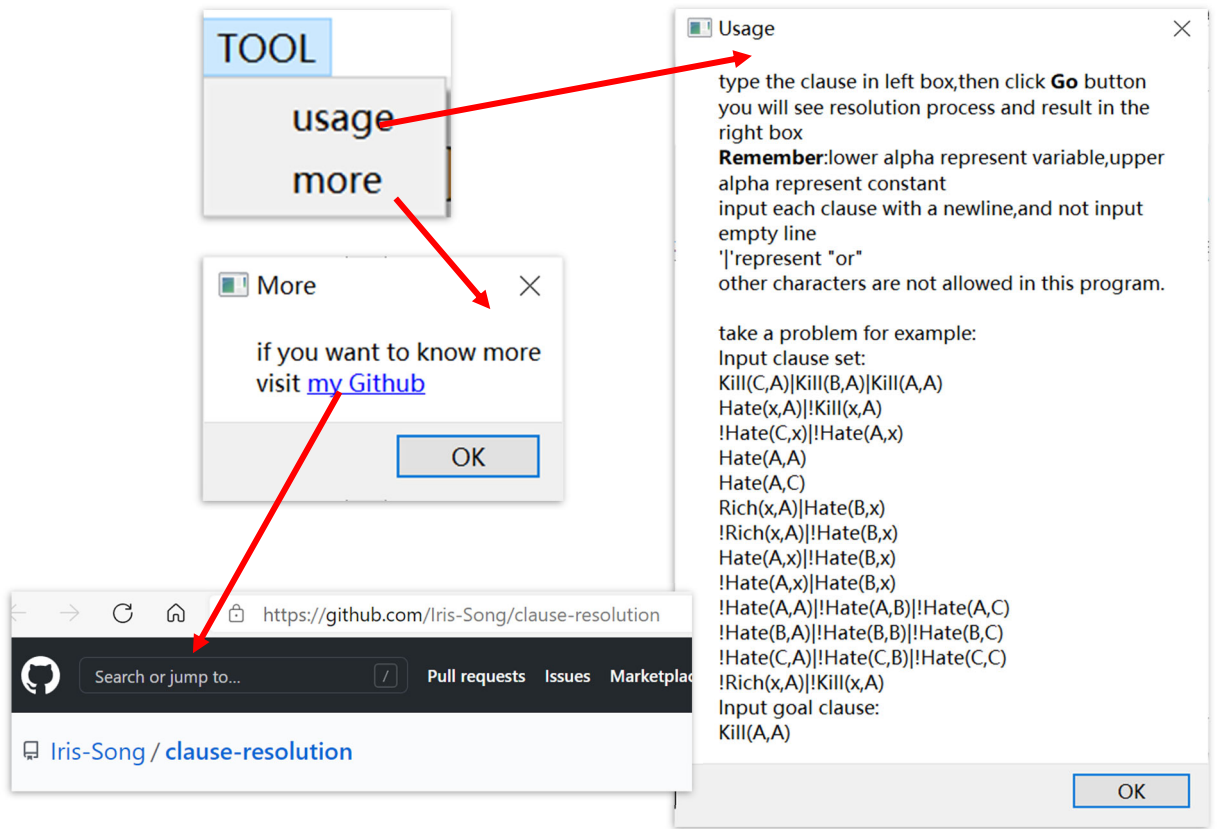 TOOL
usage
more
More
if you want to know more
visit my Github
OK
https://github.com/Iris-Song/clause-resolution
Search or jump to...
/
Pull requests
Issues
Marketplac
Iris-Song / clause-resolution
Usage
type the clause in left box,then click Go button
you will see resolution process and result in the
right box
Remember:lower alpha represent variable,upper
alpha represent constant
input each clause with a newline,and not input
empty line
'|'represent "or"
other characters are not allowed in this program.
take a problem for example:
Input clause set:
Kill(C,A)|Kill(B,A)|Kill(A,A)
Hate(x,A)|!Kill(x,A)
!Hate(C,x)|!Hate(A,x)
Hate(A,A)
Hate(A,C)
Rich(x,A)|Hate(B,x)
!Rich(x,A)|!Hate(B,x)
Hate(A,x)|!Hate(B,x)
!Hate(A,x)|Hate(B,x)
!Hate(A,A)|!Hate(A,B)|!Hate(A,C)
!Hate(B,A)|!Hate(B,B)|!Hate(B,C)
!Hate(C,A)|!Hate(C,B)|!Hate(C,C)
!Rich(x,A)|!Kill(x,A)
Input goal clause:
Kill(A,A)
OK